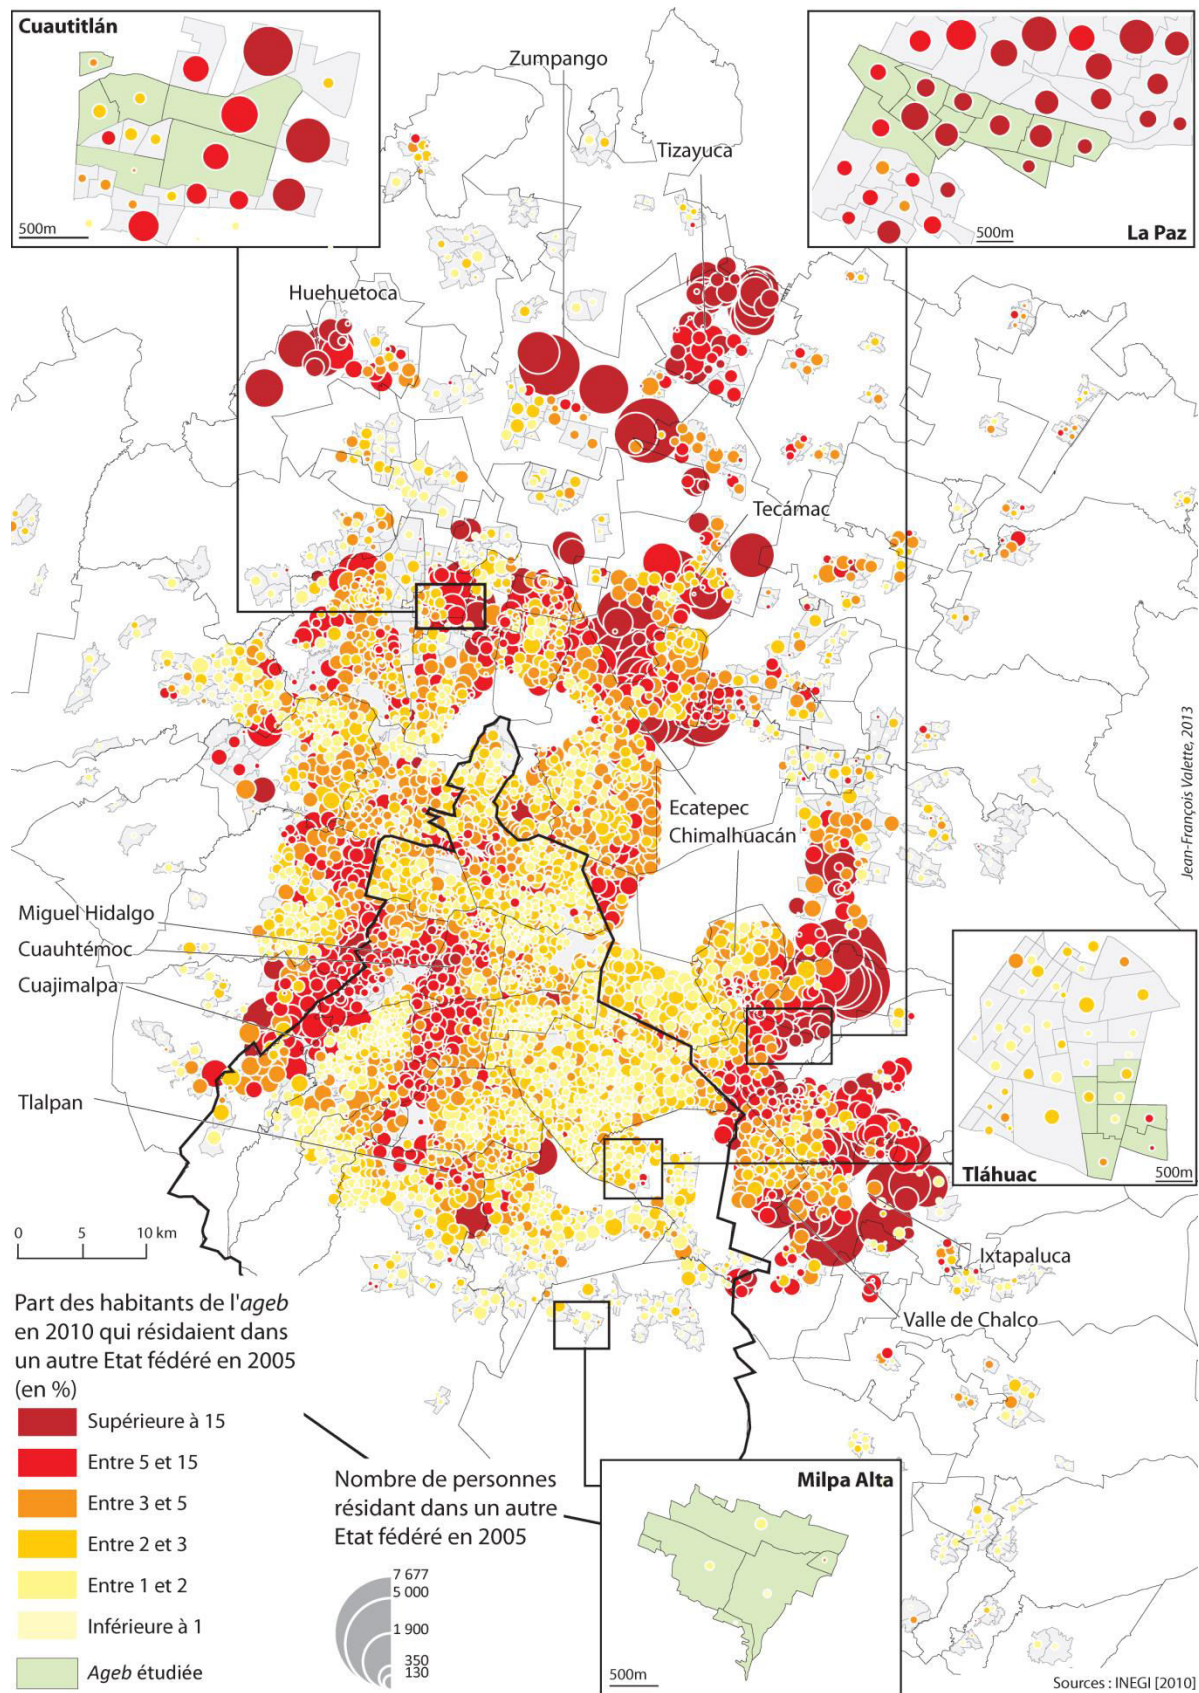 Cuautitlán
500m
Zumpango
Tizayuca
500m
La Paz
Huehuetoca
Tecámac
Jean-François Valette, 2013
Ecatepec
Chimalhuacán
Miguel Hidalgo
Cuauhtémoc
Cuajimalpa
Tlalpan
Tláhuac
500m
0 5 10 km
Ixtapaluca
Valle de Chalco
Part des habitants de l'ageb
en 2010 qui résidaient dans
un autre Etat fédéré en 2005
(en %)
Supérieure à 15
Entre 5 et 15
Entre 3 et 5
Entre 2 et 3
Entre 1 et 2
Inférieure à 1
Ageb étudiée
Nombre de personnes
résidant dans un autre
Etat fédéré en 2005
7 677
5 000
1 900
350
130
Milpa Alta
500m
Sources : INEGI [2010]